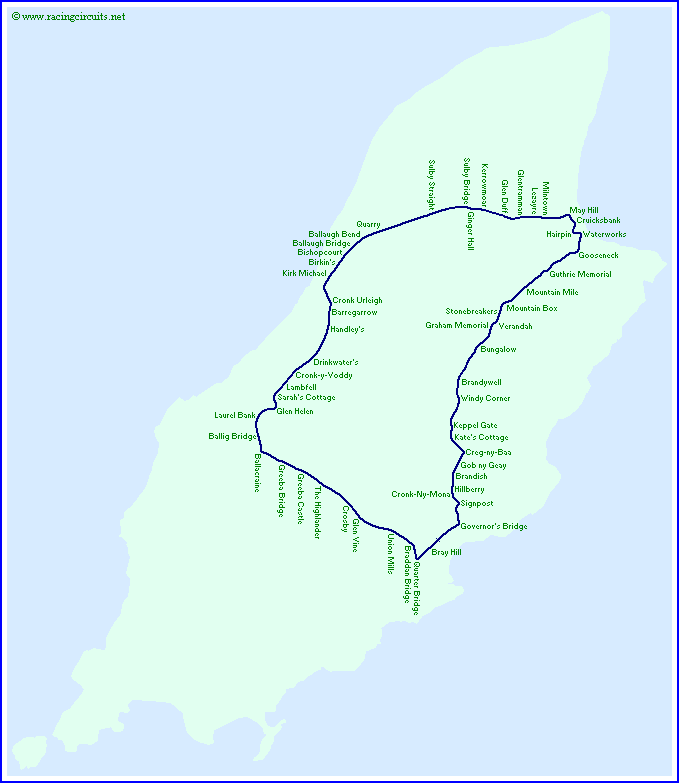 © www.racingcircuits.net
Sulby Straight
Sulby Bridge
Kerrowmoar
Glen Duff
Glentramman
Lezayre
Milntown
May Hill
Cruicksbank
Quarry
Ginger Hall
Hairpin
Waterworks
Ballaugh Bend
Ballaugh Bridge
Bishopcourt
Gooseneck
Birkin's
Kirk Michael
Guthrie Memorial
Mountain Mile
Cronk Urleigh
Mountain Box
Barregarrow
Stonebreakers
Graham Memorial
Verandah
Handley's
Bungalow
Drinkwater's
Cronk-y-Voddy
Brandywell
Lambfell
Sarah's Cottage
Windy Corner
Glen Helen
Laurel Bank
Keppel Gate
Ballig Bridge
Kate's Cottage
Creg-ny-Baa
Ballacraine
Greeba Bridge
Greeba Castle
The Highlander
Crosby
Glen Vine
Union Mills
Braddan Bridge
Quarter Bridge
Gob ny Geay
Brandish
Hillberry
Cronk-Ny-Mona
Signpost
Governor's Bridge
Bray Hill